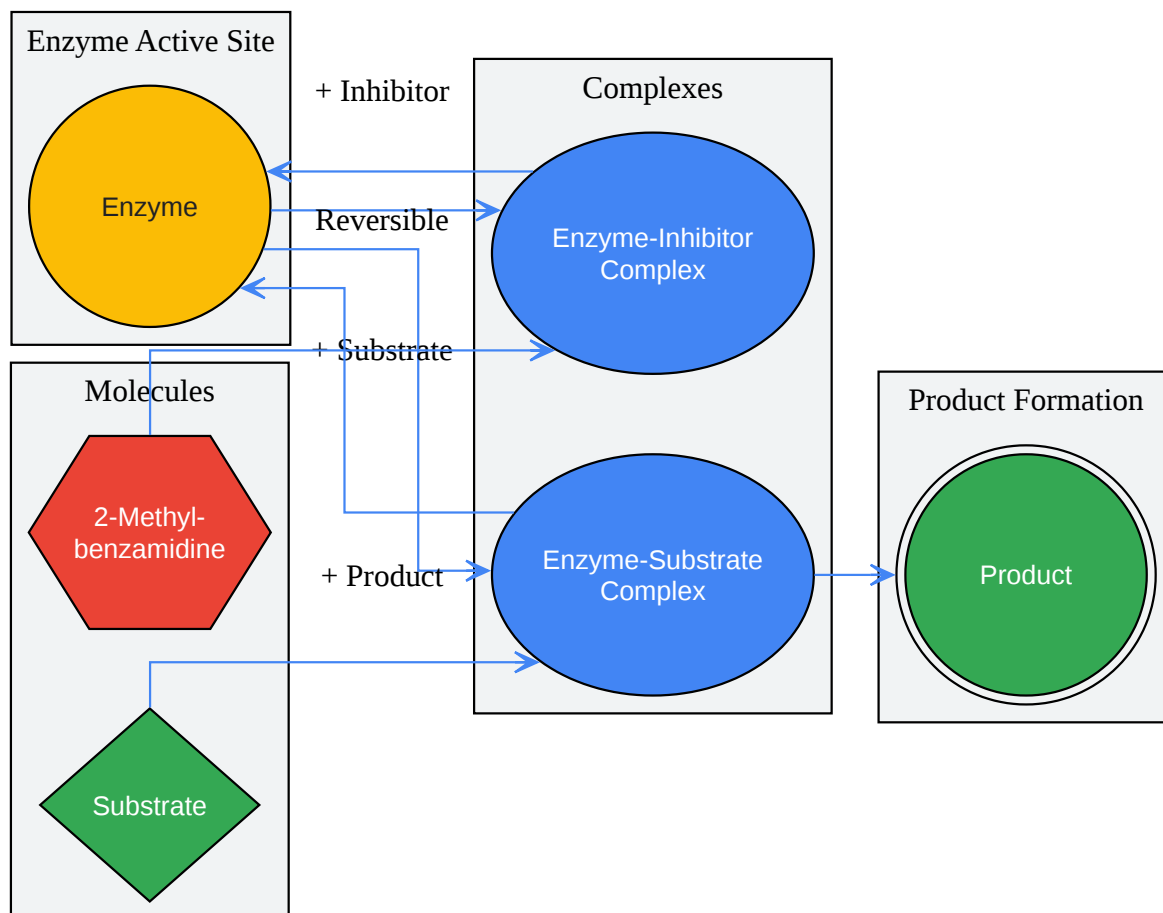 Enzyme Active Site
Enzyme
+ Inhibitor
Reversible
+ Substrate
+ Product
Complexes
Enzyme-Inhibitor
Complex
Enzyme-Substrate
Complex
Molecules
2-Methyl-
benzamidine
Substrate
Product Formation
Product